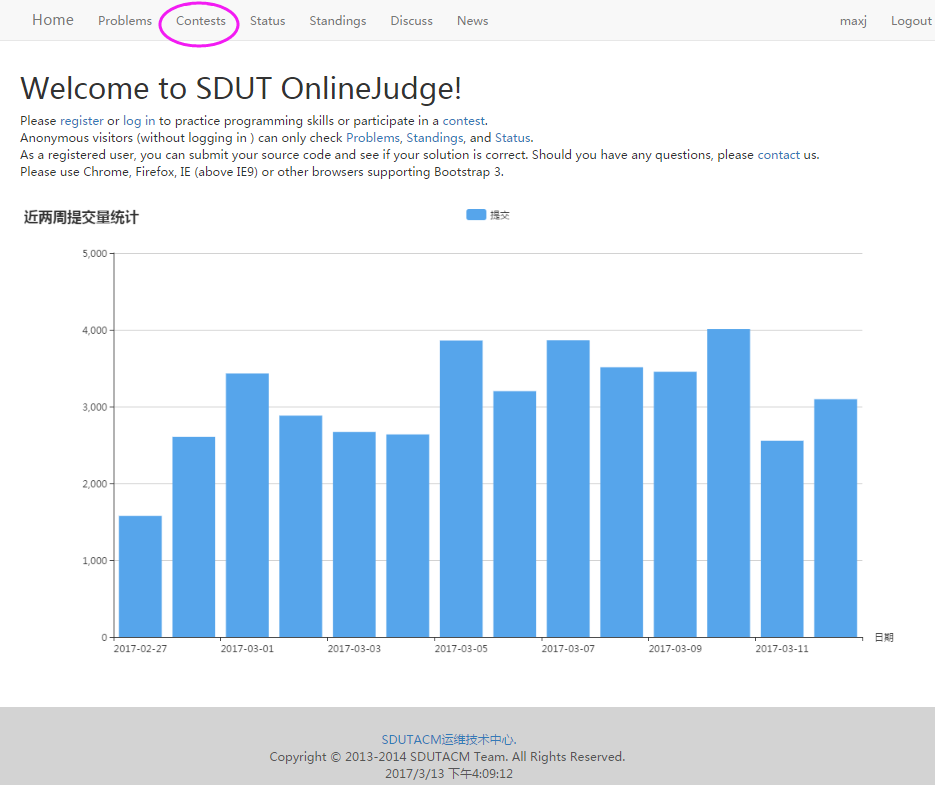 Home Problems Contests Status Standings Discuss News maxj Logout
Welcome to SDUT OnlineJudge!
Please register or log in to practice programming skills or participate in a contest.
Anonymous visitors (without logging in ) can only check Problems, Standings, and Status.
As a registered user, you can submit your source code and see if your solution is correct. Should you have any questions, please contact us.
Please use Chrome, Firefox, IE (above IE9) or other browsers supporting Bootstrap 3.
近两周提交量统计
提交
5,000
4,000
3,000
2,000
1,000
0
日期
2017-02-27 2017-03-01 2017-03-03 2017-03-05 2017-03-07 2017-03-09 2017-03-11
SDUTACM运维技术中心.
Copyright © 2013-2014 SDUTACM Team. All Rights Reserved.
2017/3/13 下午4:09:12